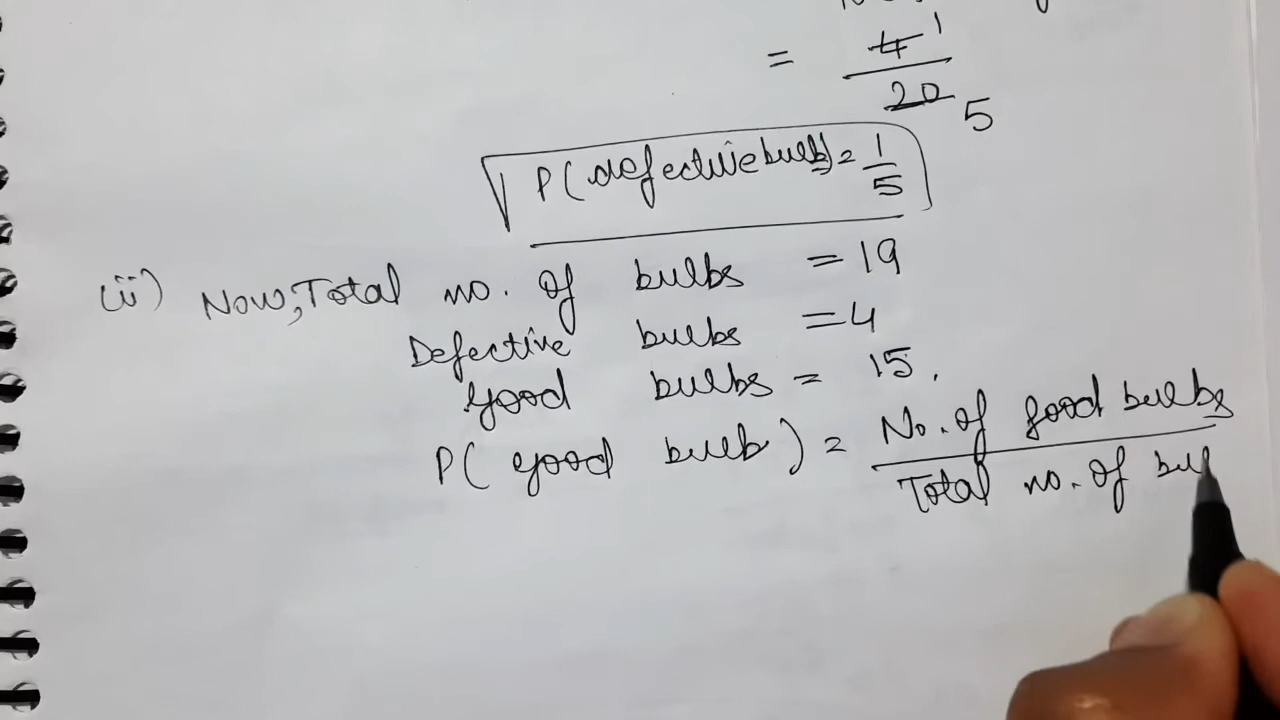 = 4 1
20 5
P(defective bulb) = 1/5
(ii) Now, Total no. of bulbs = 19
Defective bulbs = 4
Good bulbs = 15.
P( good bulb ) = No. of good bulbs
Total no. of bul